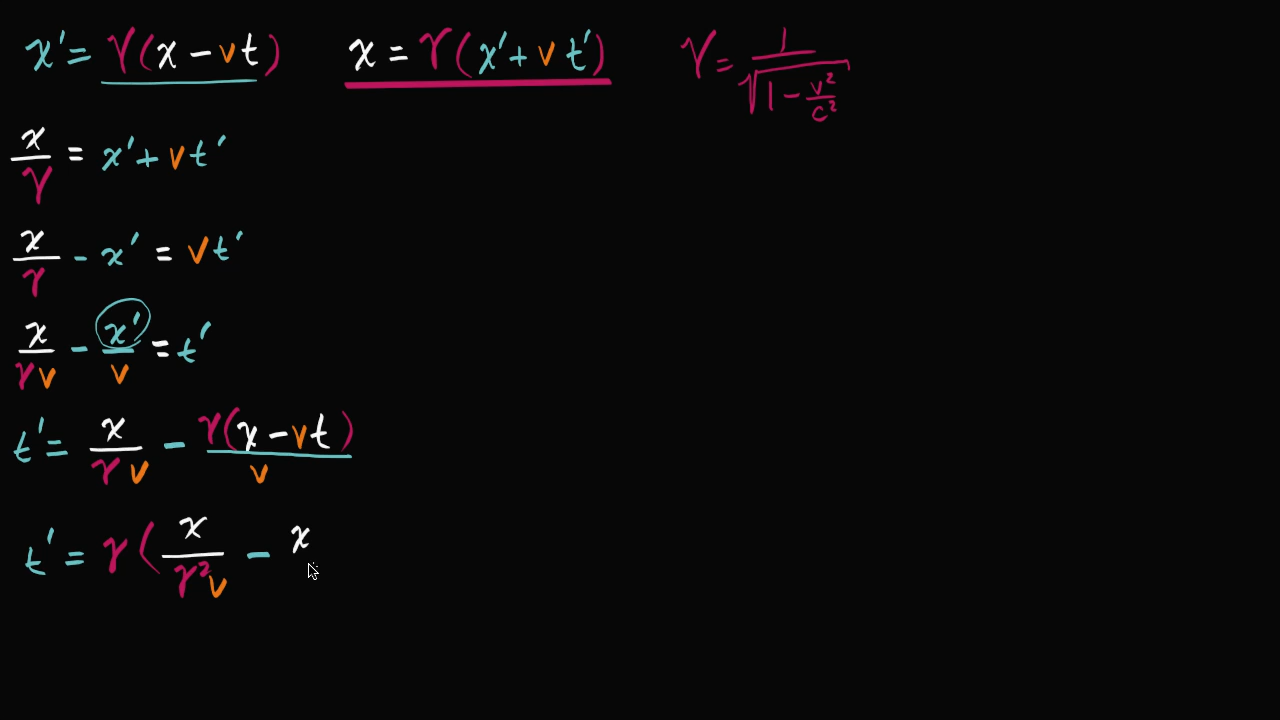 x' = γ(x - vt) x = γ(x' + vt') γ = 1/√(1 - v²/c²)
x/γ = x' + vt'
x/γ - x' = vt'
x/γv - x'/v = t'
t' = x/γv - γ(x - vt)/v
t' = γ(x/γ²v - x